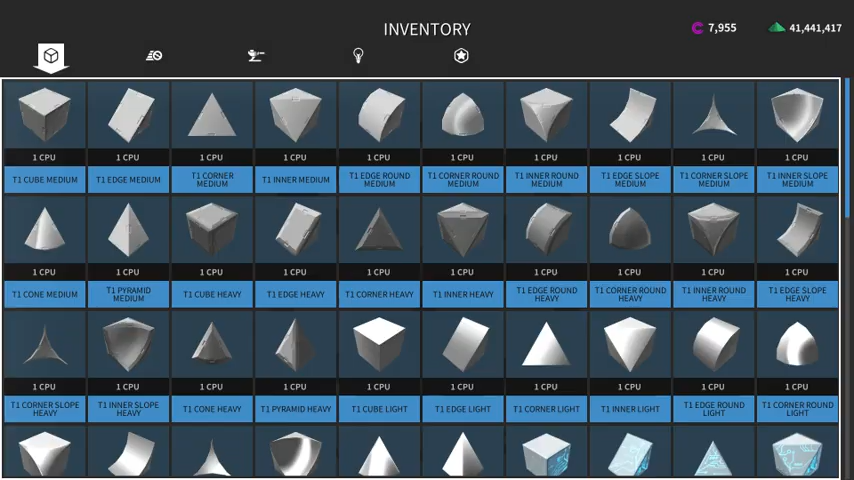 INVENTORY
7,955
41,441,417
1 CPU 1 CPU 1 CPU 1 CPU 1 CPU 1 CPU 1 CPU 1 CPU 1 CPU 1 CPU
T1 CUBE MEDIUM
T1 EDGE MEDIUM
T1 CORNER
MEDIUM
T1 INNER MEDIUM
T1 EDGE ROUND
MEDIUM
T1 CORNER ROUND
MEDIUM
T1 INNER ROUND
MEDIUM
T1 EDGE SLOPE
MEDIUM
T1 CORNER SLOPE
MEDIUM
T1 INNER SLOPE
MEDIUM
1 CPU 1 CPU 1 CPU 1 CPU 1 CPU 1 CPU 1 CPU 1 CPU 1 CPU 1 CPU
T1 CONE MEDIUM
T1 PYRAMID
MEDIUM
T1 CUBE HEAVY
T1 EDGE HEAVY
T1 CORNER HEAVY
T1 INNER HEAVY
T1 EDGE ROUND
HEAVY
T1 CORNER ROUND
HEAVY
T1 INNER ROUND
HEAVY
T1 EDGE SLOPE
HEAVY
1 CPU 1 CPU 1 CPU 1 CPU 1 CPU 1 CPU 1 CPU 1 CPU 1 CPU 1 CPU
T1 CORNER SLOPE
HEAVY
T1 INNER SLOPE
HEAVY
T1 CONE HEAVY
T1 PYRAMID HEAVY
T1 CUBE LIGHT
T1 EDGE LIGHT
T1 CORNER LIGHT
T1 INNER LIGHT
T1 EDGE ROUND
LIGHT
T1 CORNER ROUND
LIGHT